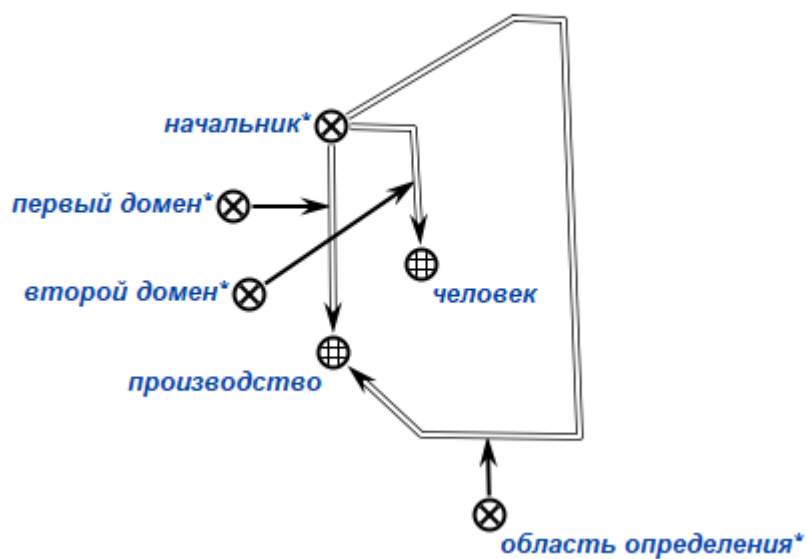 начальник*
первый домен*
второй домен*
человек
производство
область определения*